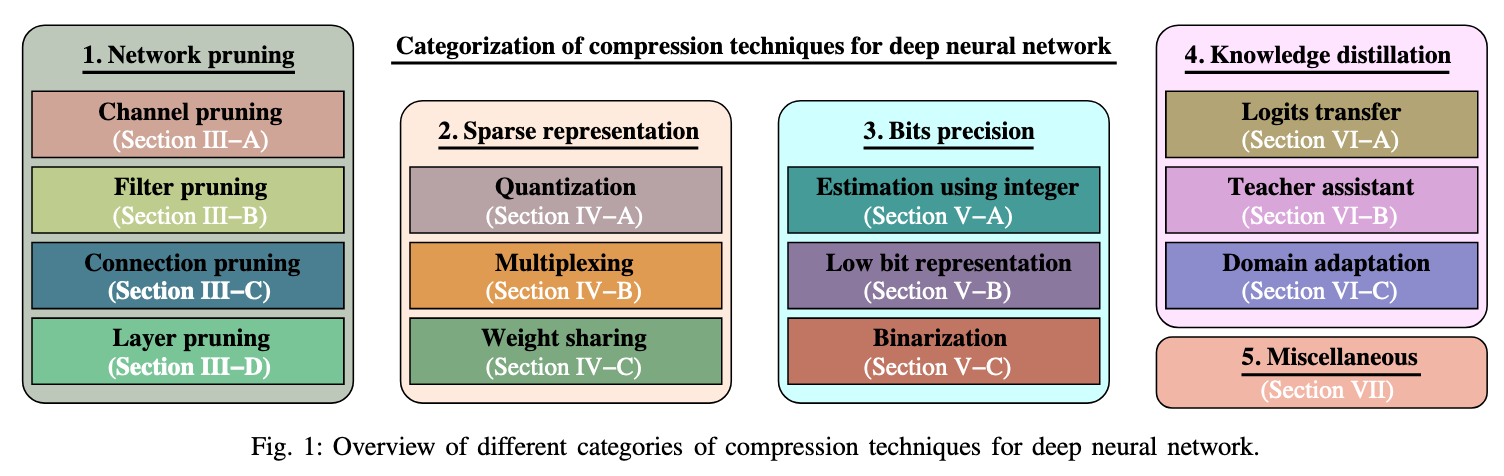 Categorization of compression techniques for deep neural network
1. Network pruning
Channel pruning
(Section III–A)
Filter pruning
(Section III–B)
Connection pruning
(Section III–C)
Layer pruning
(Section III–D)
2. Sparse representation
Quantization
(Section IV–A)
Multiplexing
(Section IV–B)
Weight sharing
(Section IV–C)
3. Bits precision
Estimation using integer
(Section V–A)
Low bit representation
(Section V–B)
Binarization
(Section V–C)
4. Knowledge distillation
Logits transfer
(Section VI–A)
Teacher assistant
(Section VI–B)
Domain adaptation
(Section VI–C)
5. Miscellaneous
(Section VII)
Fig. 1: Overview of different categories of compression techniques for deep neural network.